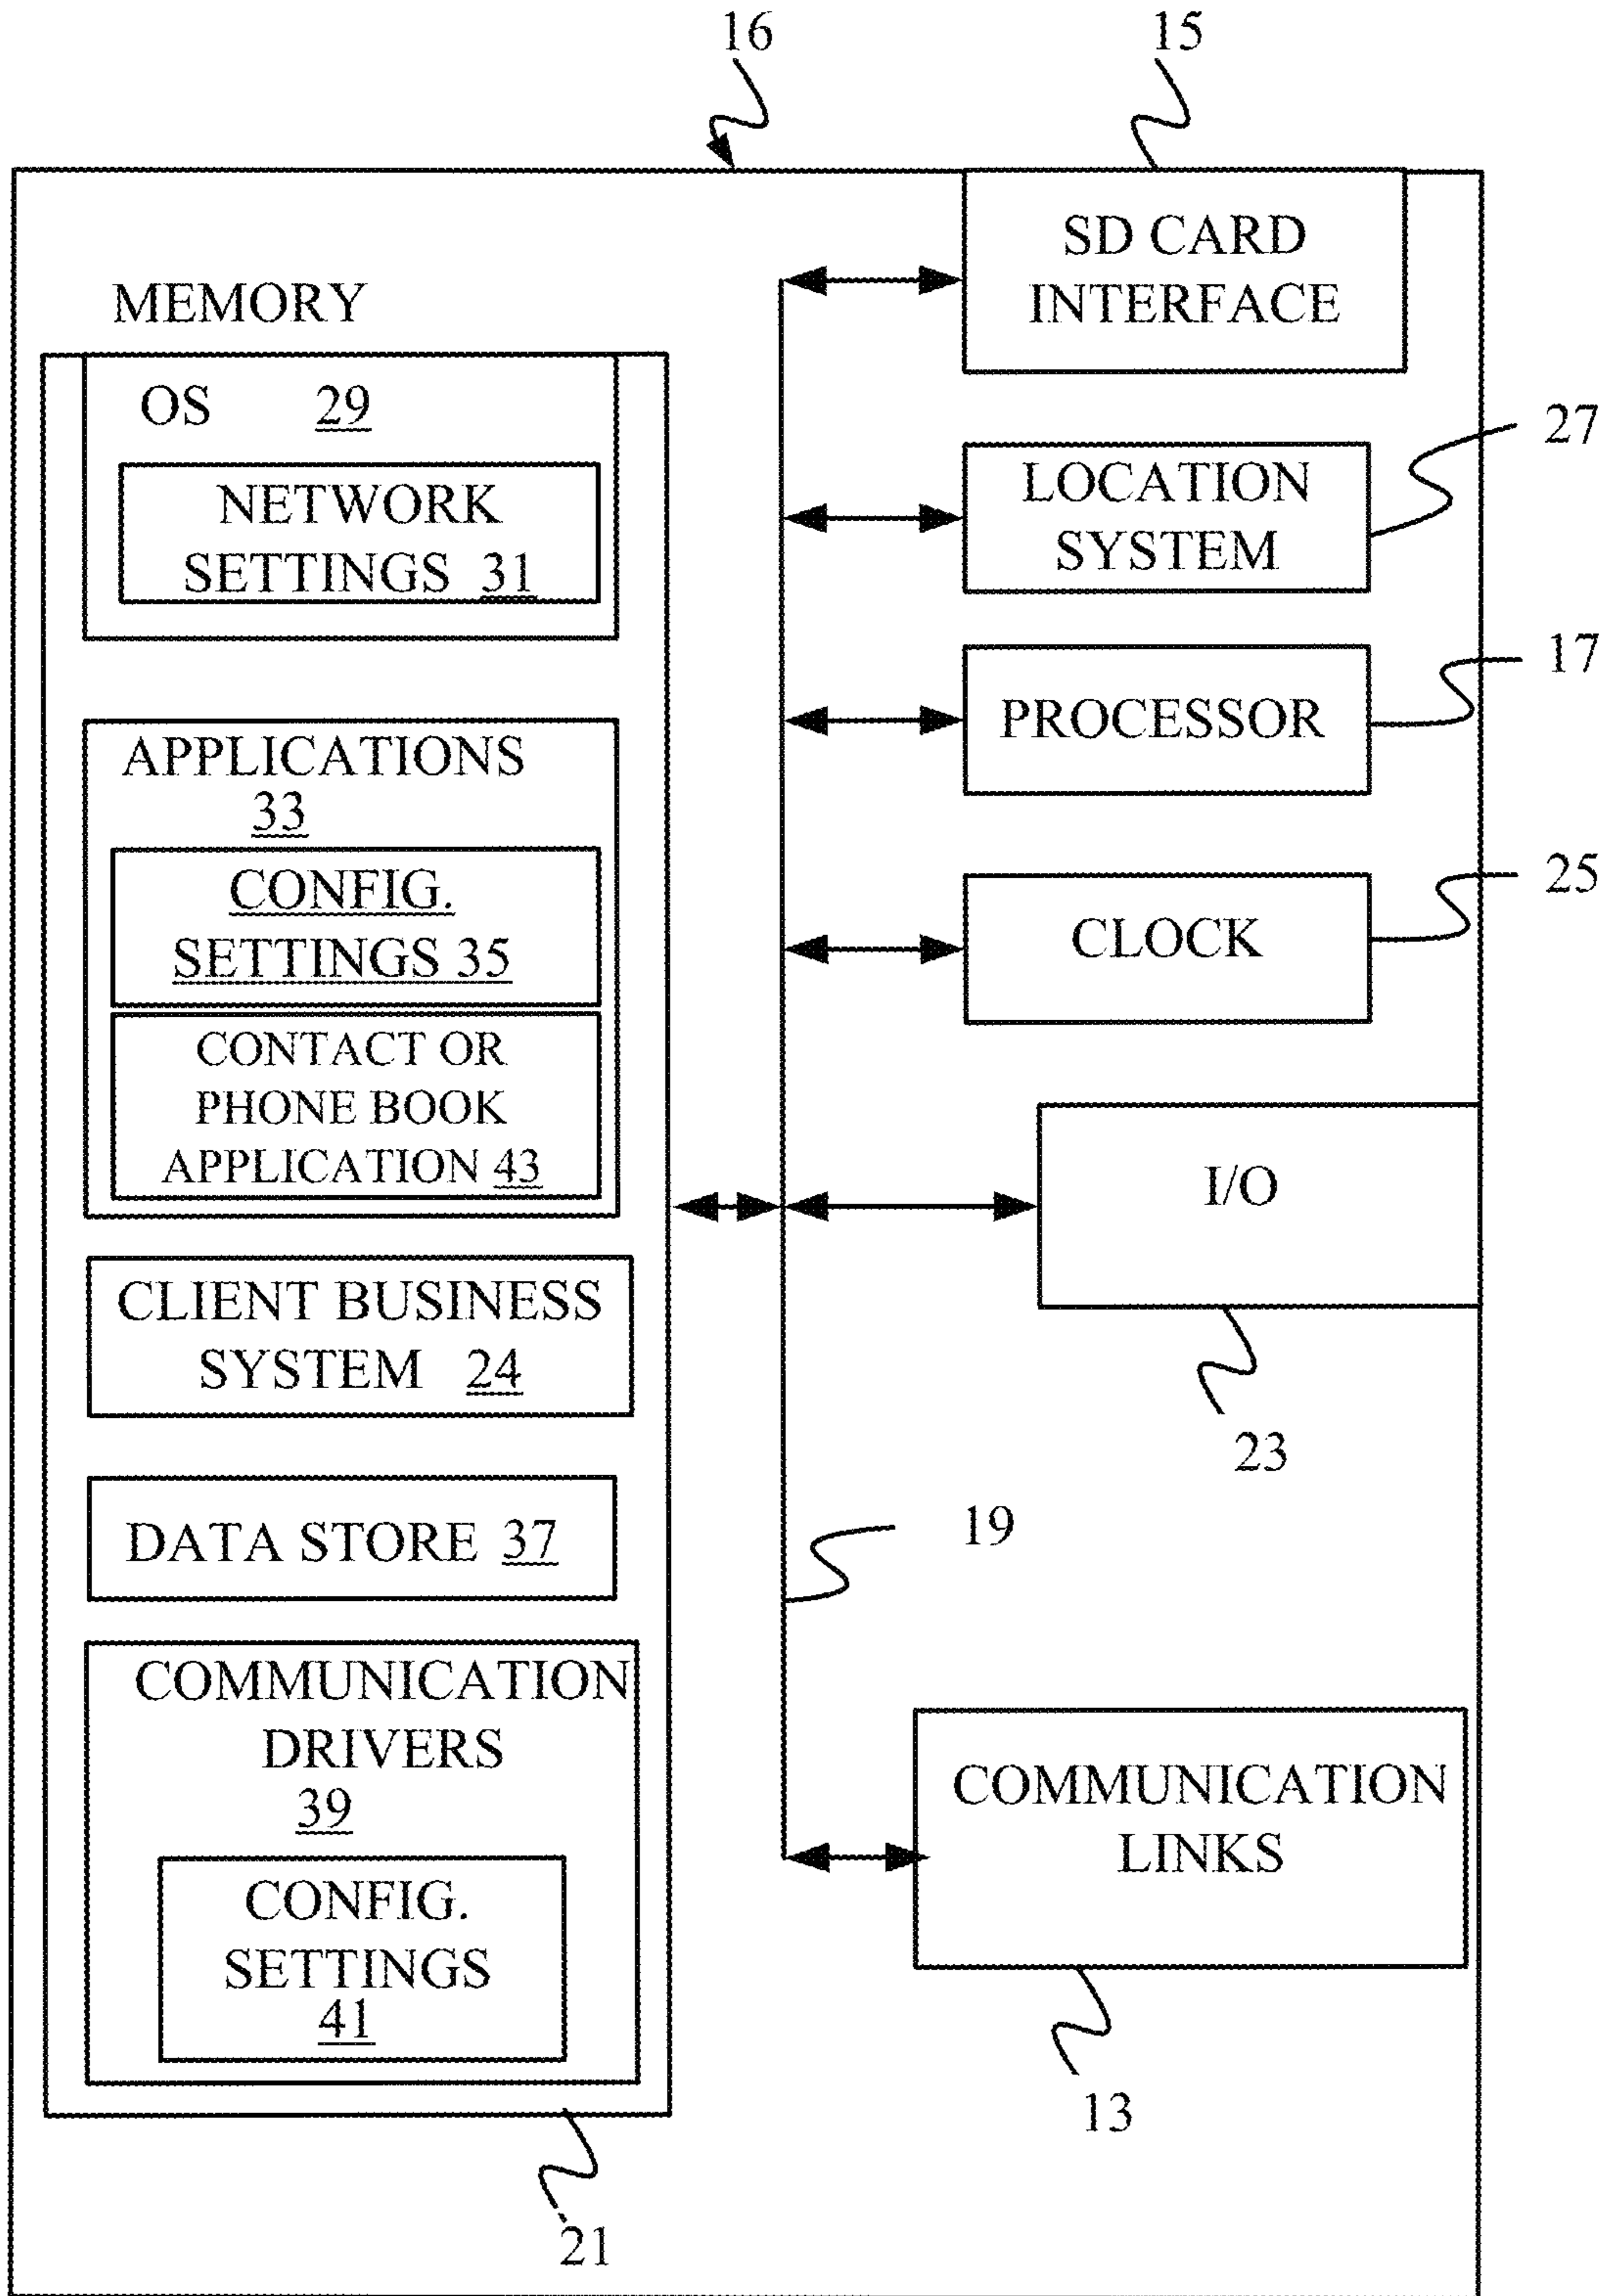 16
15
SD CARD
INTERFACE
MEMORY
OS 29
NETWORK
SETTINGS 31
27
LOCATION
SYSTEM
17
PROCESSOR
APPLICATIONS
33
CONFIG.
SETTINGS 35
25
CLOCK
CONTACT OR
PHONE BOOK
APPLICATION 43
I/O
CLIENT BUSINESS
SYSTEM 24
23
DATA STORE 37
19
COMMUNICATION
DRIVERS
39
COMMUNICATION
LINKS
CONFIG.
SETTINGS
41
13
21